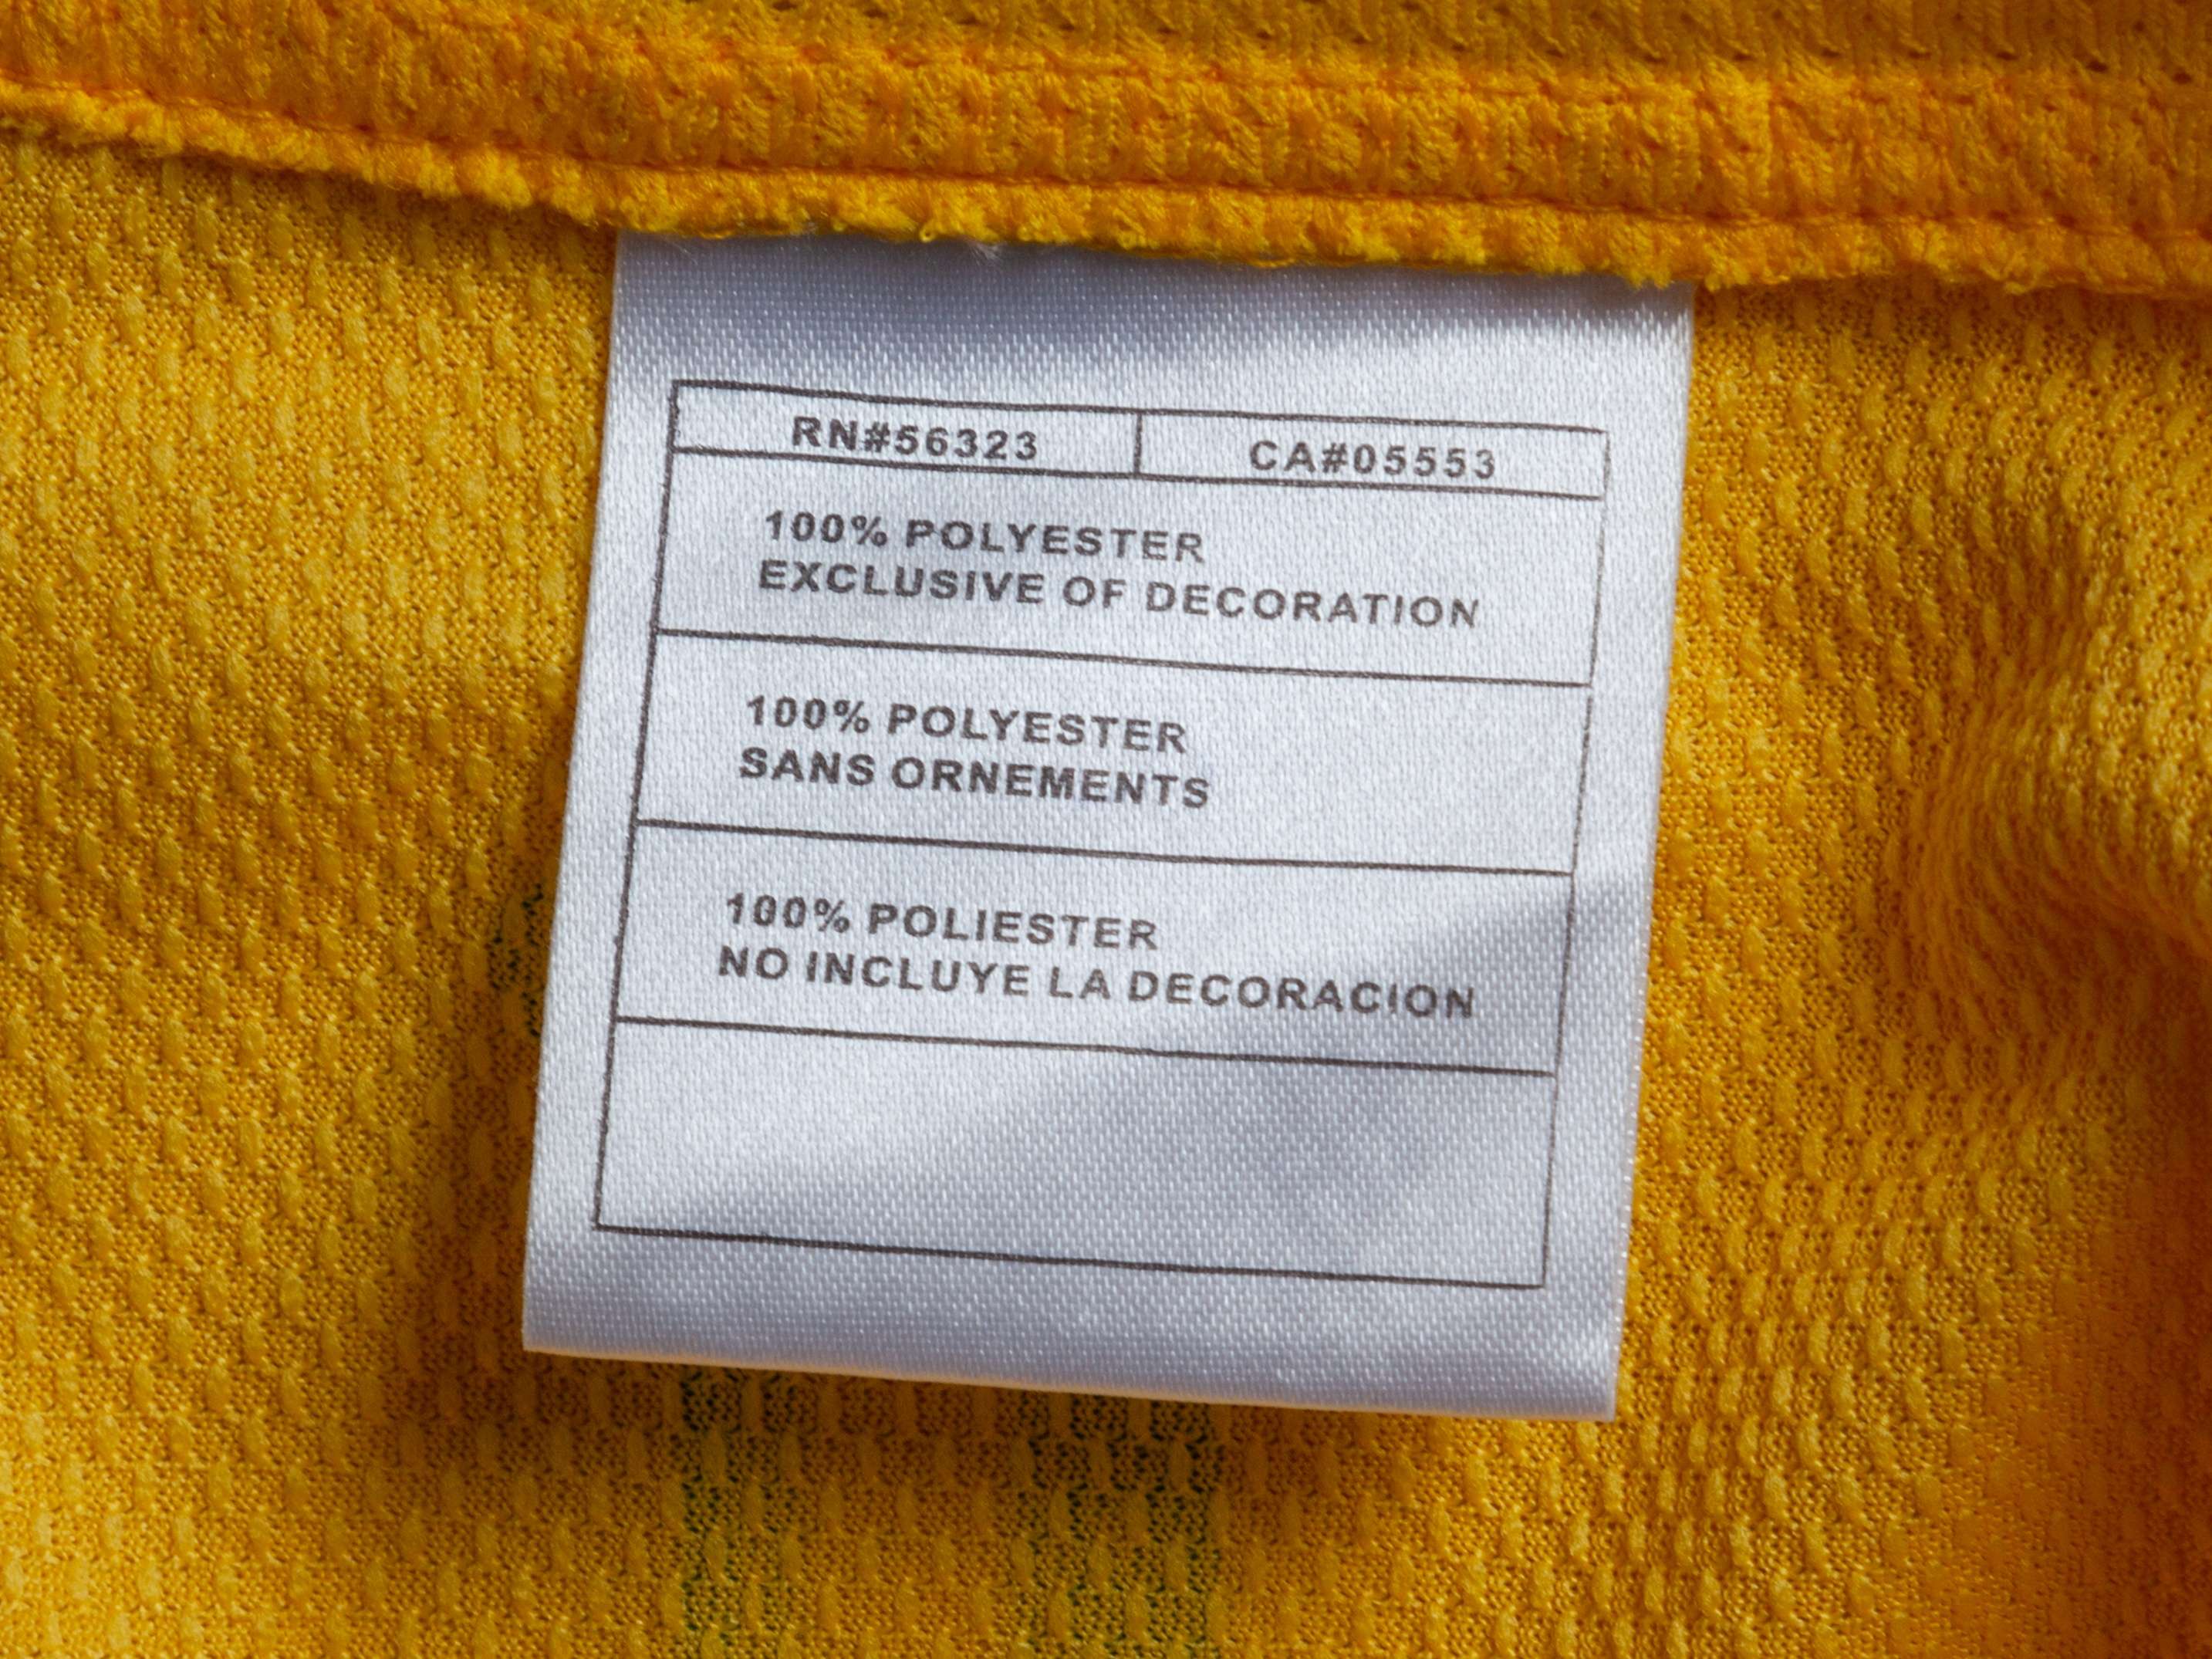 RN#56323 CA#05553
100% POLYESTER
EXCLUSIVE OF DECORATION
100% POLYESTER
SANS ORNEMENTS
100% POLIESTER
NO INCLUYE LA DECORACION